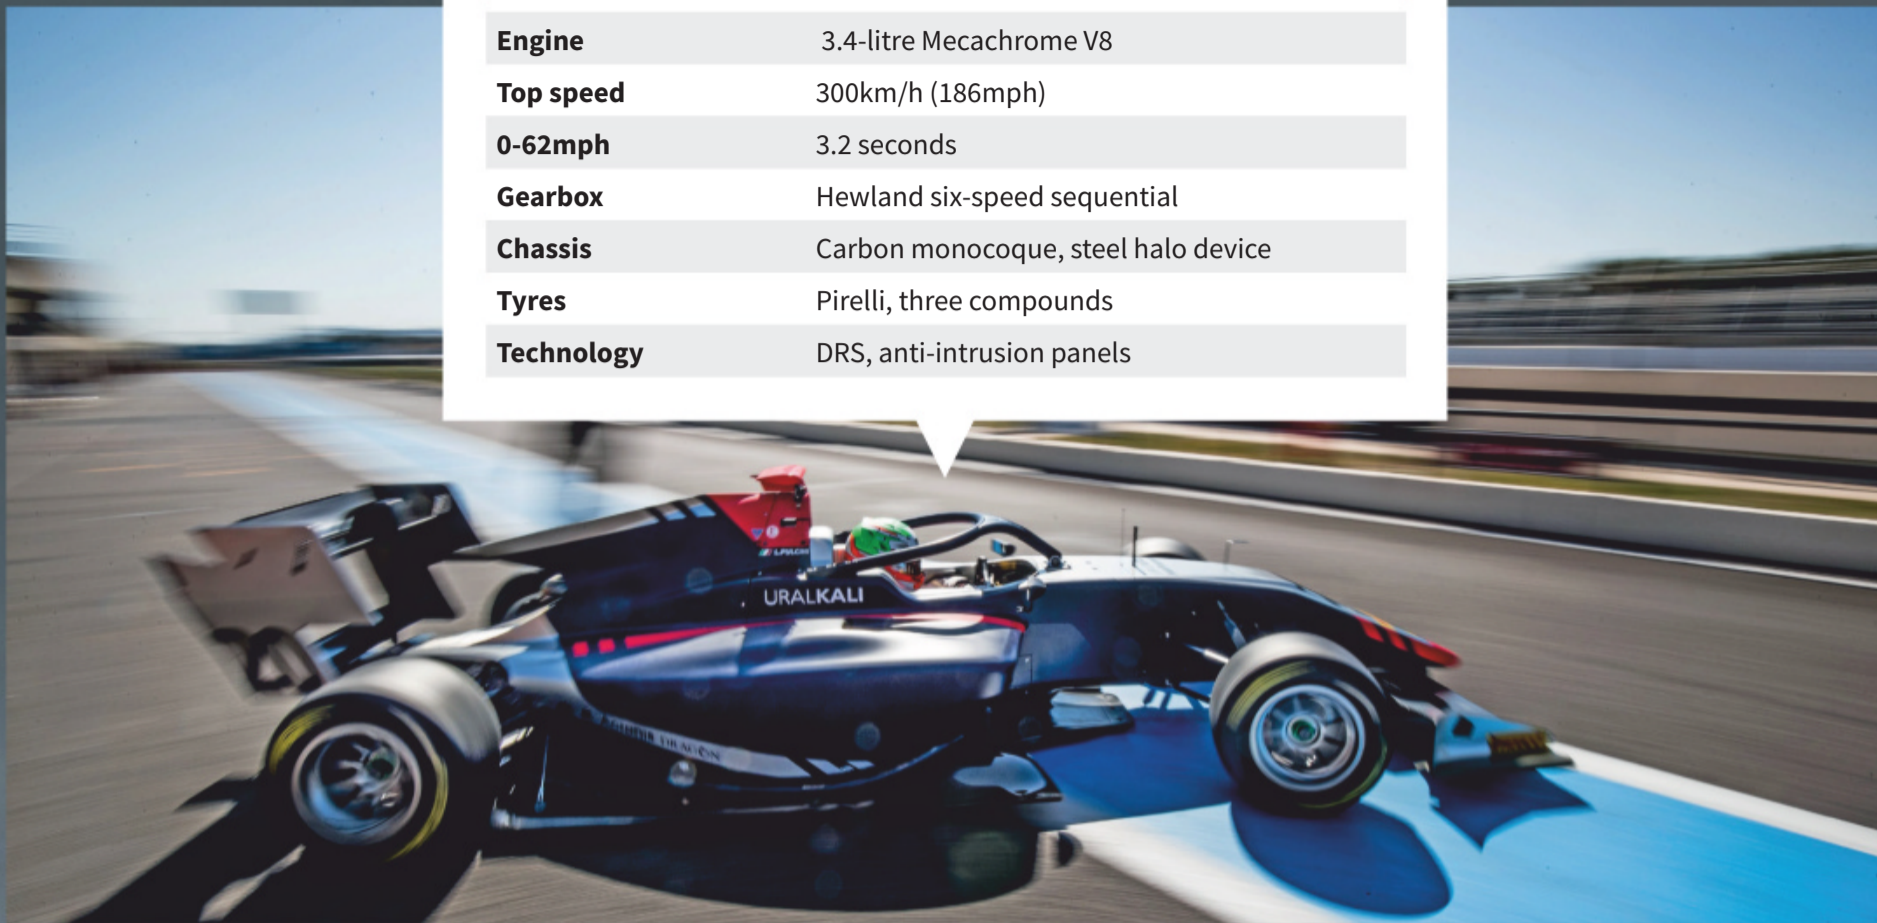 Engine 3.4-litre Mecachrome V8
Top speed 300km/h (186mph)
0-62mph 3.2 seconds
Gearbox Hewland six-speed sequential
Chassis Carbon monocoque, steel halo device
Tyres Pirelli, three compounds
Technology DRS, anti-intrusion panels
URALKALI
DRAGON